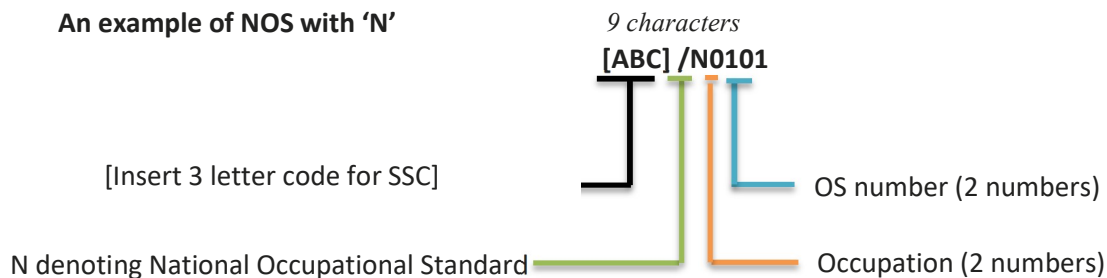 An example of NOS with ‘N’
9 characters
[ABC] /N0101
[Insert 3 letter code for SSC]
OS number (2 numbers)
N denoting National Occupational Standard
Occupation (2 numbers)